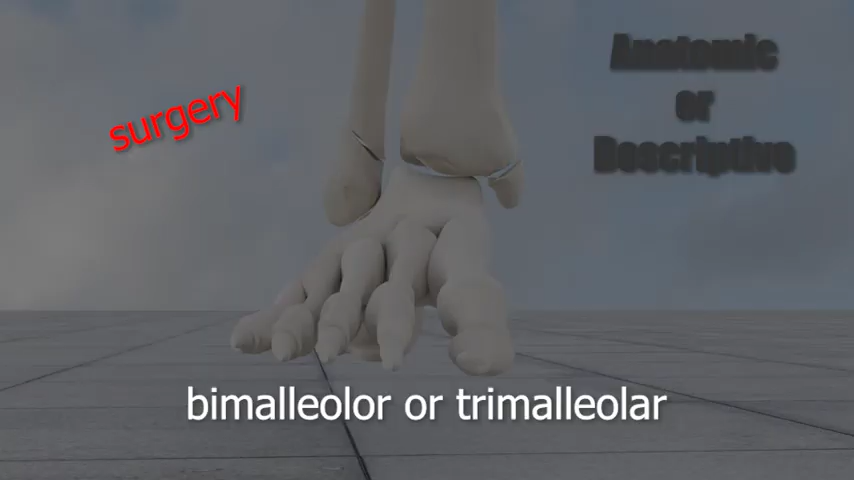 surgery
Anatomic
or
Descriptive
bimalleolor or trimalleolar